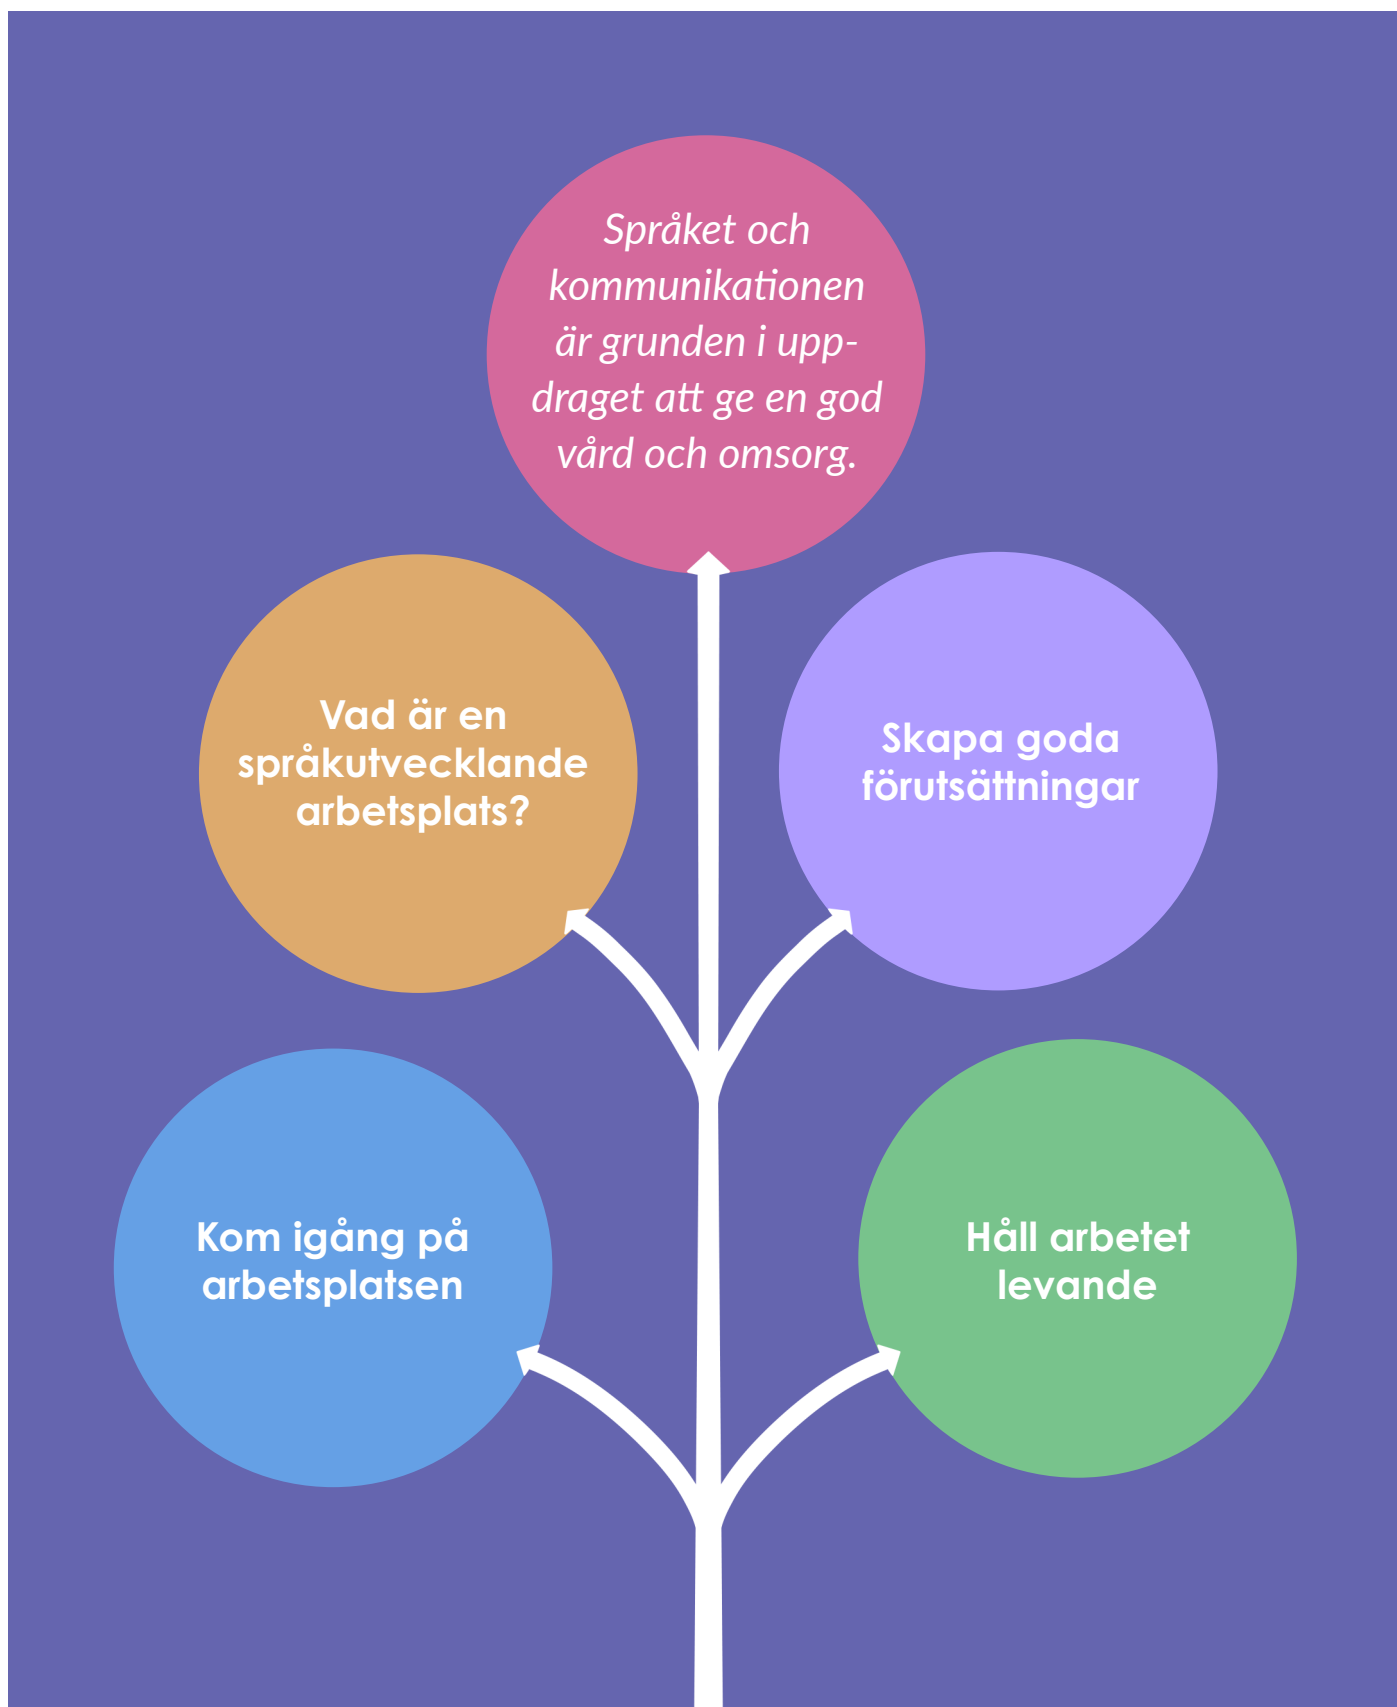 Språket och
kommunikationen
är grunden i upp-
draget att ge en god
vård och omsorg.
Vad är en
språkutvecklande
arbetsplats?
Skapa goda
förutsättningar
Kom igång på
arbetsplatsen
Håll arbetet
levande